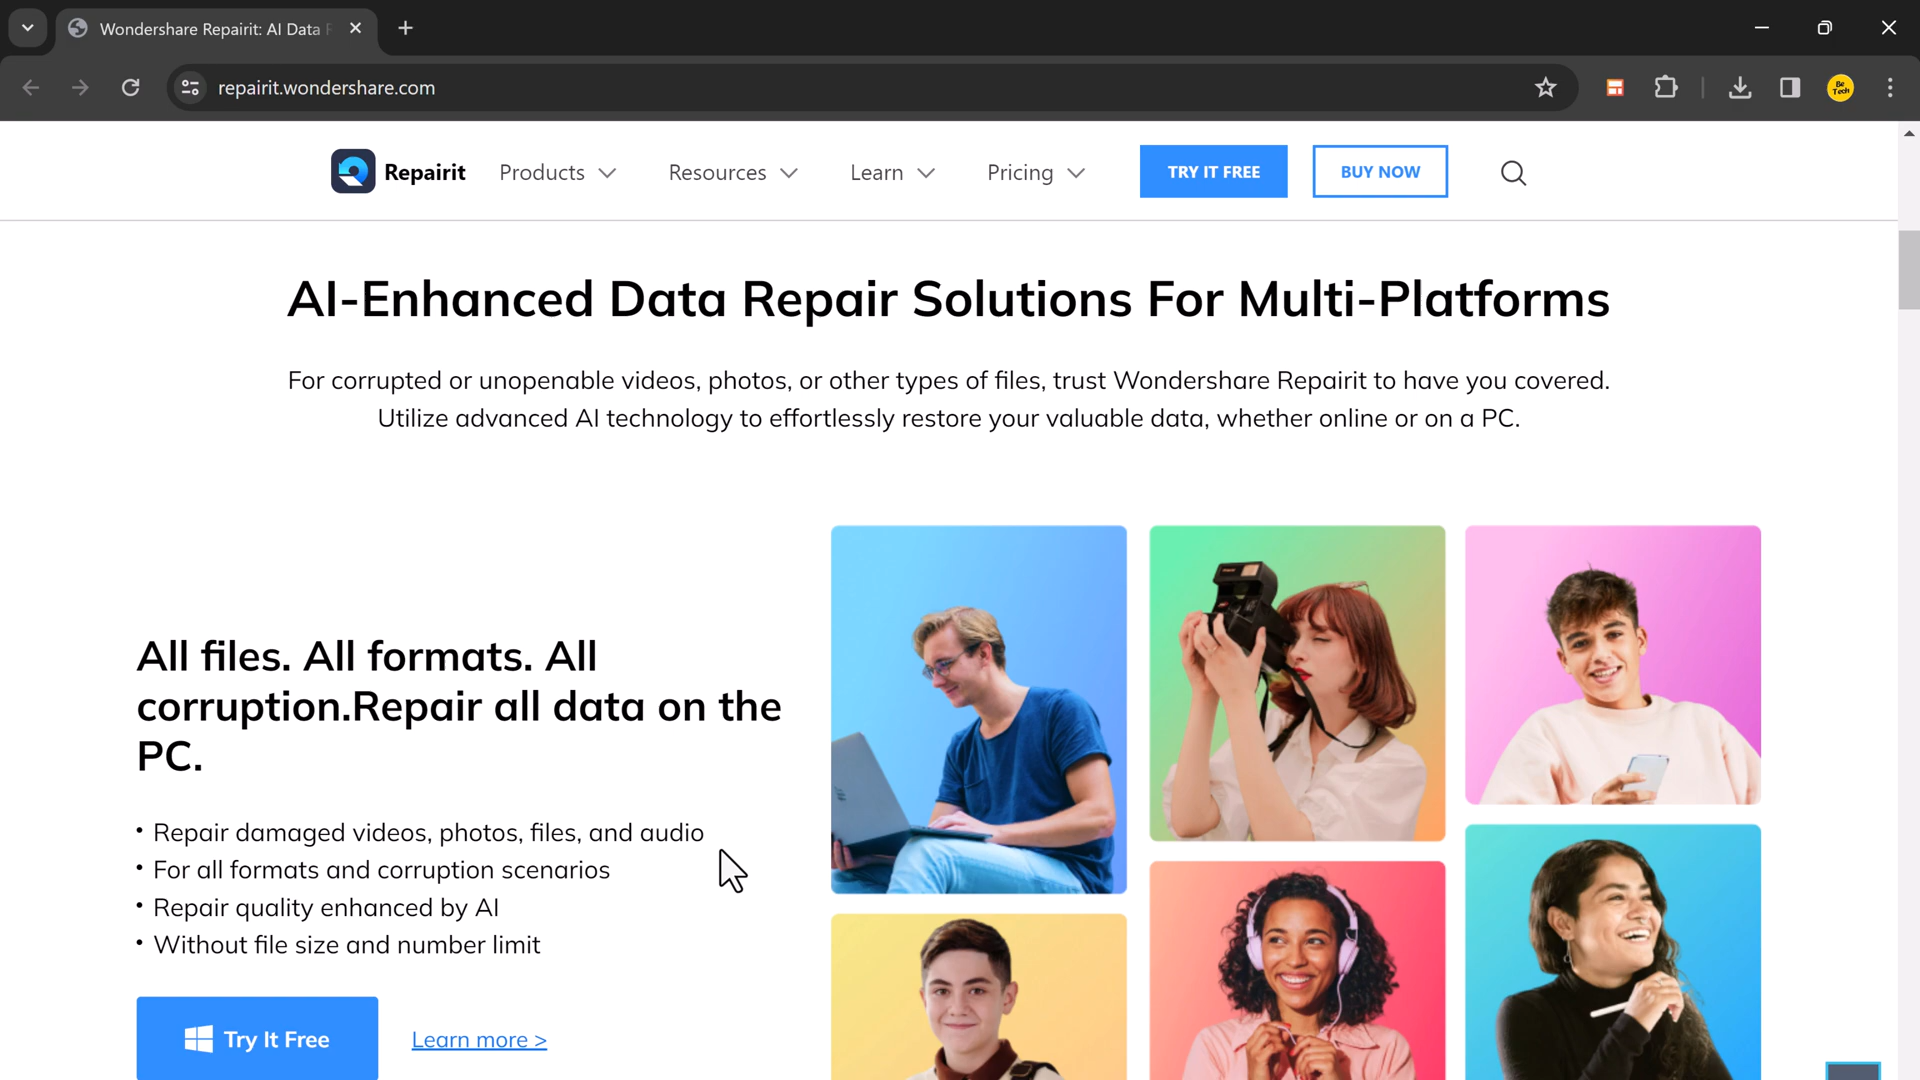 Wondershare Repairit: AI Data
repairit.wondershare.com
Be
Tech
Repairit
Products
Resources
Learn
Pricing
TRY IT FREE
BUY NOW
AI-Enhanced Data Repair Solutions For Multi-Platforms
For corrupted or unopenable videos, photos, or other types of files, trust Wondershare Repairit to have you covered.
Utilize advanced AI technology to effortlessly restore your valuable data, whether online or on a PC.
All files. All formats. All
corruption.Repair all data on the
PC.
• Repair damaged videos, photos, files, and audio
• For all formats and corruption scenarios
• Repair quality enhanced by AI
• Without file size and number limit
Try It Free
Learn more >